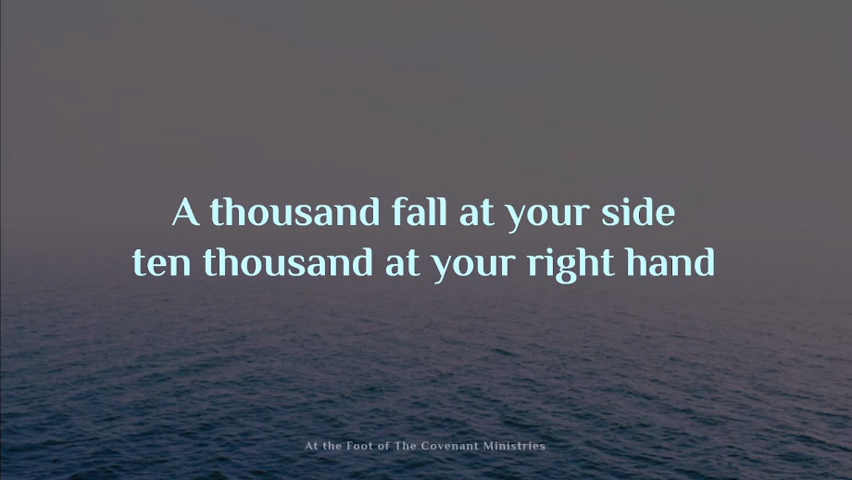 A thousand fall at your side
ten thousand at your right hand
At the Foot of The Covenant Ministries